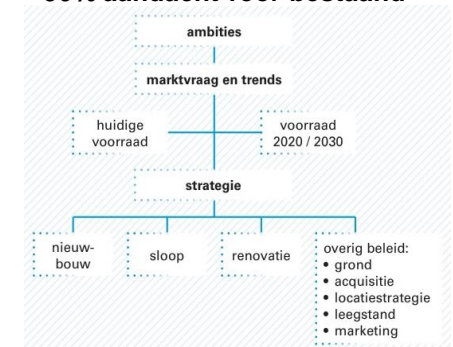 ambities
marktvraag en trends
huidige
voorraad
voorraad
2020 / 2030
strategie
nieuw-
bouw
sloop
renovatie
overig beleid:
• grond
• acquisitie
• locatiestrategie
• leegstand
• marketing